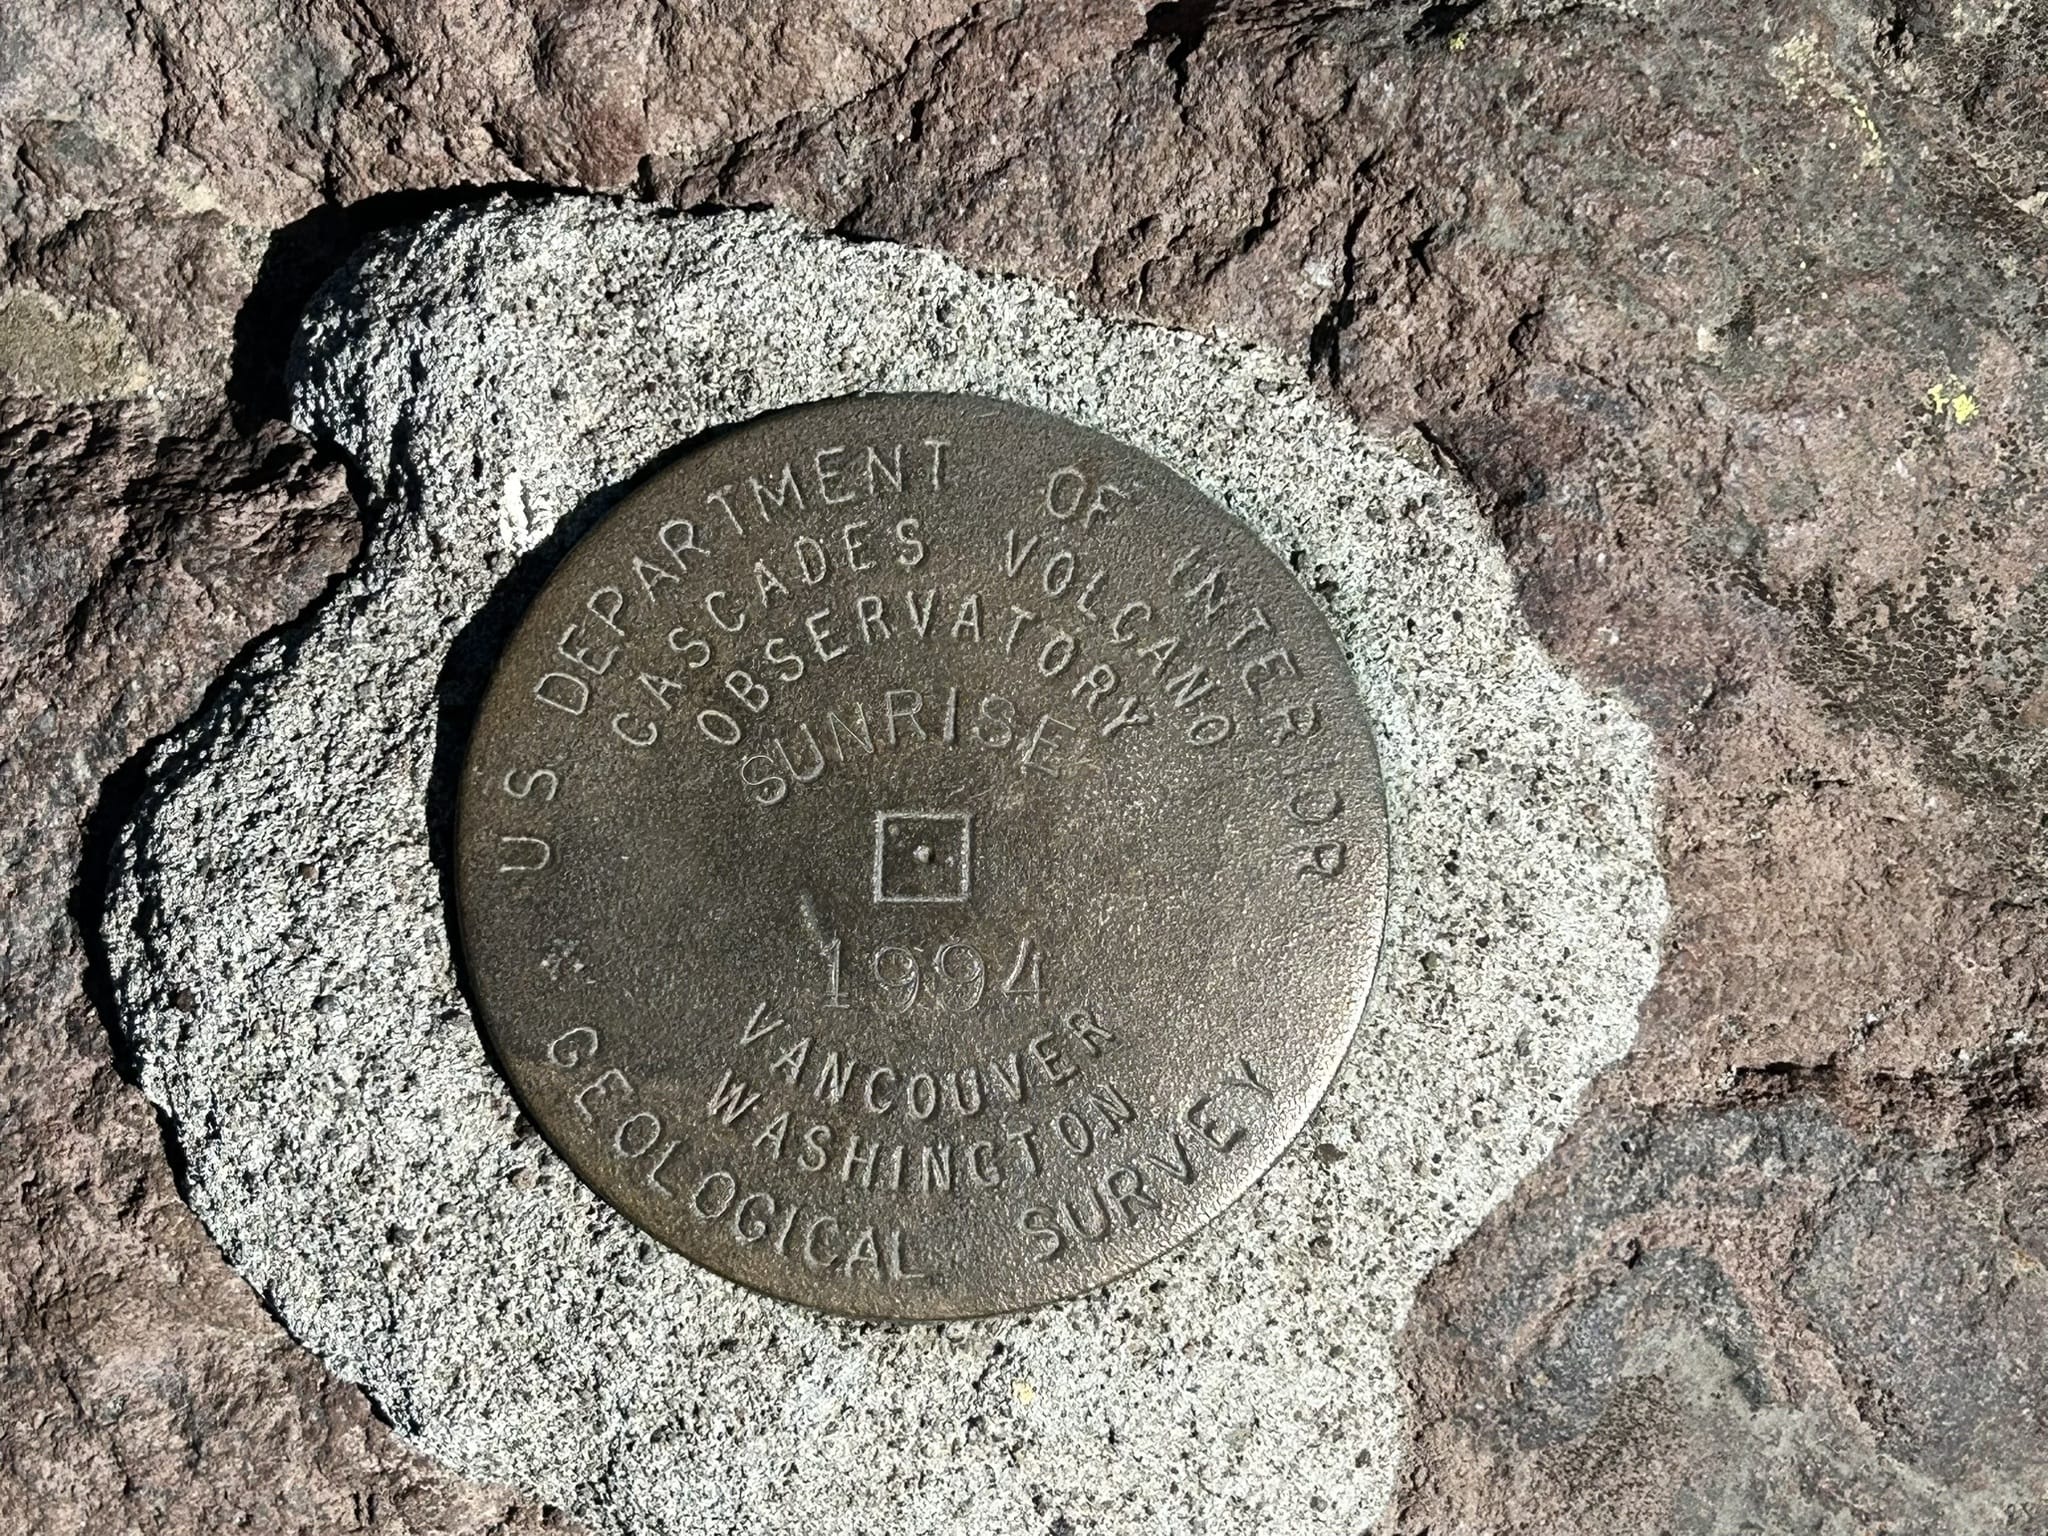 U S DEPARTMENT OF INTERIOR
CASCADES VOLCANO
OBSERVATORY
SUNRISE
1994
VANCOUVER
WASHINGTON
* GEOLOGICAL SURVEY